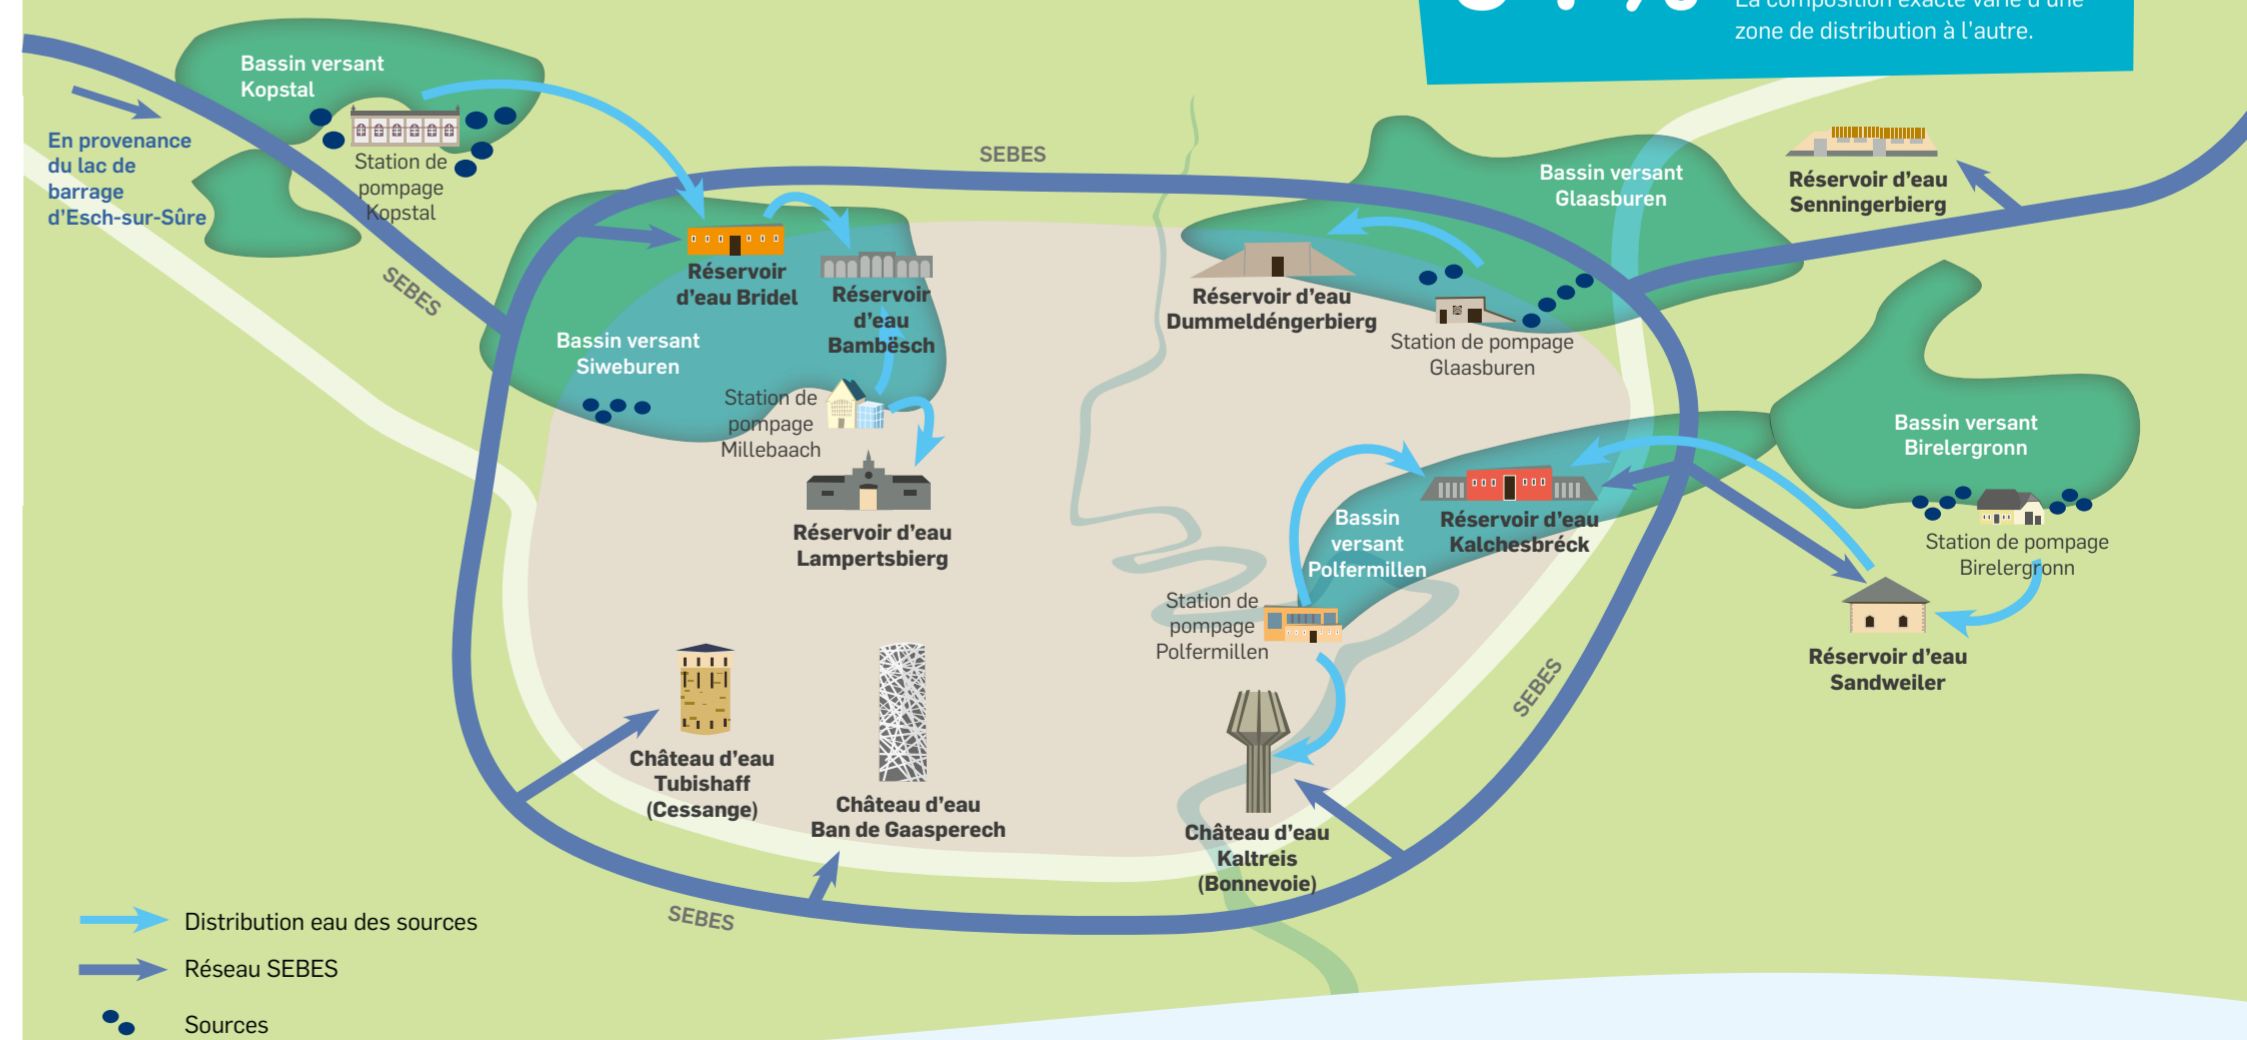 La composition exacte varie d'une
zone de distribution à l'autre.
Bassin versant
Kopstal
En provenance
du lac de
barrage
d'Esch-sur-Sûre
Station de
pompage
Kopstal
SEBES
SEBES
Bassin versant
Glaasburen
Réservoir d'eau
Senningerbierg
Réservoir
d'eau Bridel
Réservoir
d'eau
Bambësch
Bassin versant
Siweburen
Réservoir d'eau
Dummeldéngerbierg
Station de pompage
Glaasburen
Station de
pompage
Millebaach
Réservoir d'eau
Lampertsbierg
Bassin versant
Birelergronn
Bassin
versant
Polfermillen
Réservoir d'eau
Kalchesbréck
Station de pompage
Birelergronn
Station de
pompage
Polfermillen
Réservoir d'eau
Sandweiler
SEBES
Château d'eau
Tubishaff
(Cessange)
Château d'eau
Ban de Gaasperech
Château d'eau
Kaltreis
(Bonnevoie)
SEBES
Distribution eau des sources
Réseau SEBES
Sources